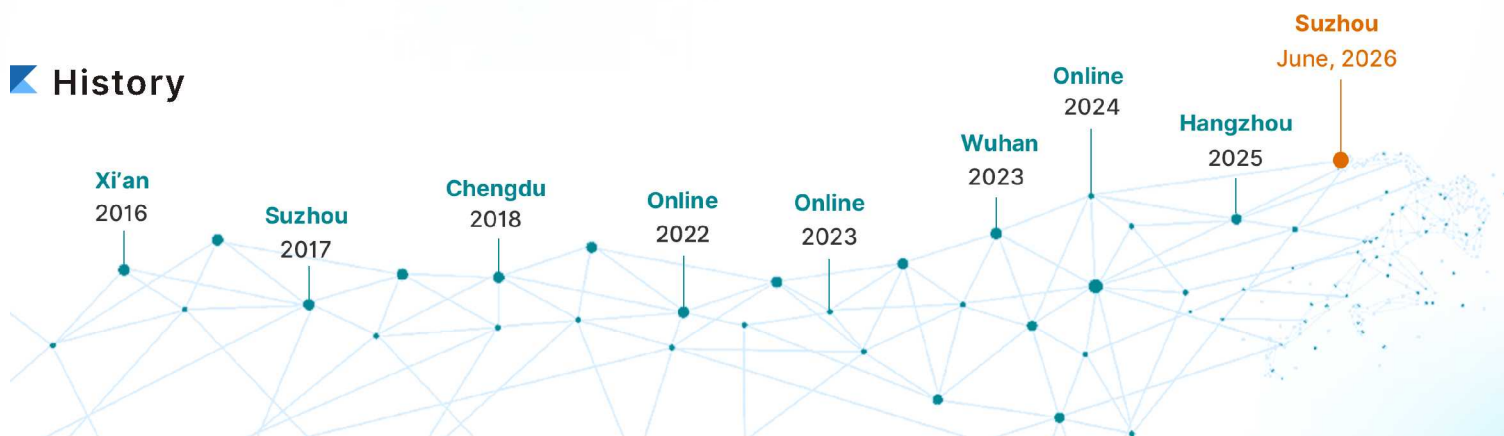 History
Xi’an
2016
Suzhou
2017
Chengdu
2018
Online
2022
Online
2023
Wuhan
2023
Online
2024
Hangzhou
2025
Suzhou
June, 2026